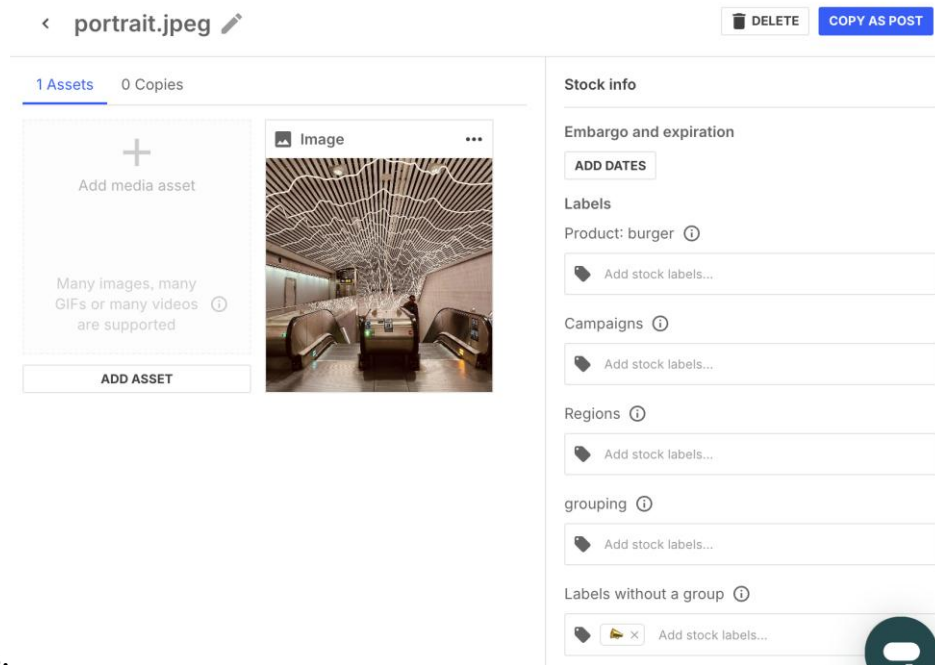 portrait.jpeg
DELETE
COPY AS POST
1 Assets
0 Copies
Add media asset
Many images, many
GIFs or many videos
are supported
ADD ASSET
Image
Stock info
Embargo and expiration
ADD DATES
Labels
Product: burger
Add stock labels...
Campaigns
Add stock labels...
Regions
Add stock labels...
grouping
Add stock labels...
Labels without a group
Add stock labels...